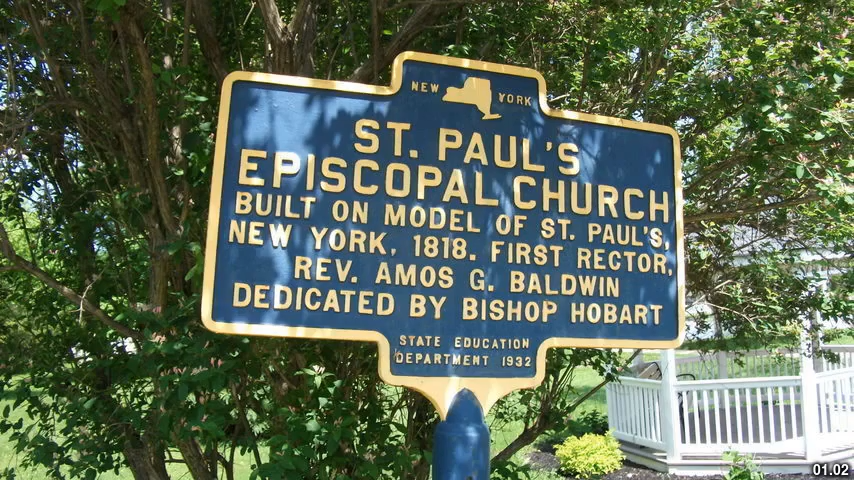 NEW YORK
ST. PAUL'S
EPISCOPAL CHURCH
BUILT ON MODEL OF ST. PAUL'S,
NEW YORK, 1818. FIRST RECTOR,
REV. AMOS G. BALDWIN
DEDICATED BY BISHOP HOBART
STATE EDUCATION
DEPARTMENT 1932
01.02